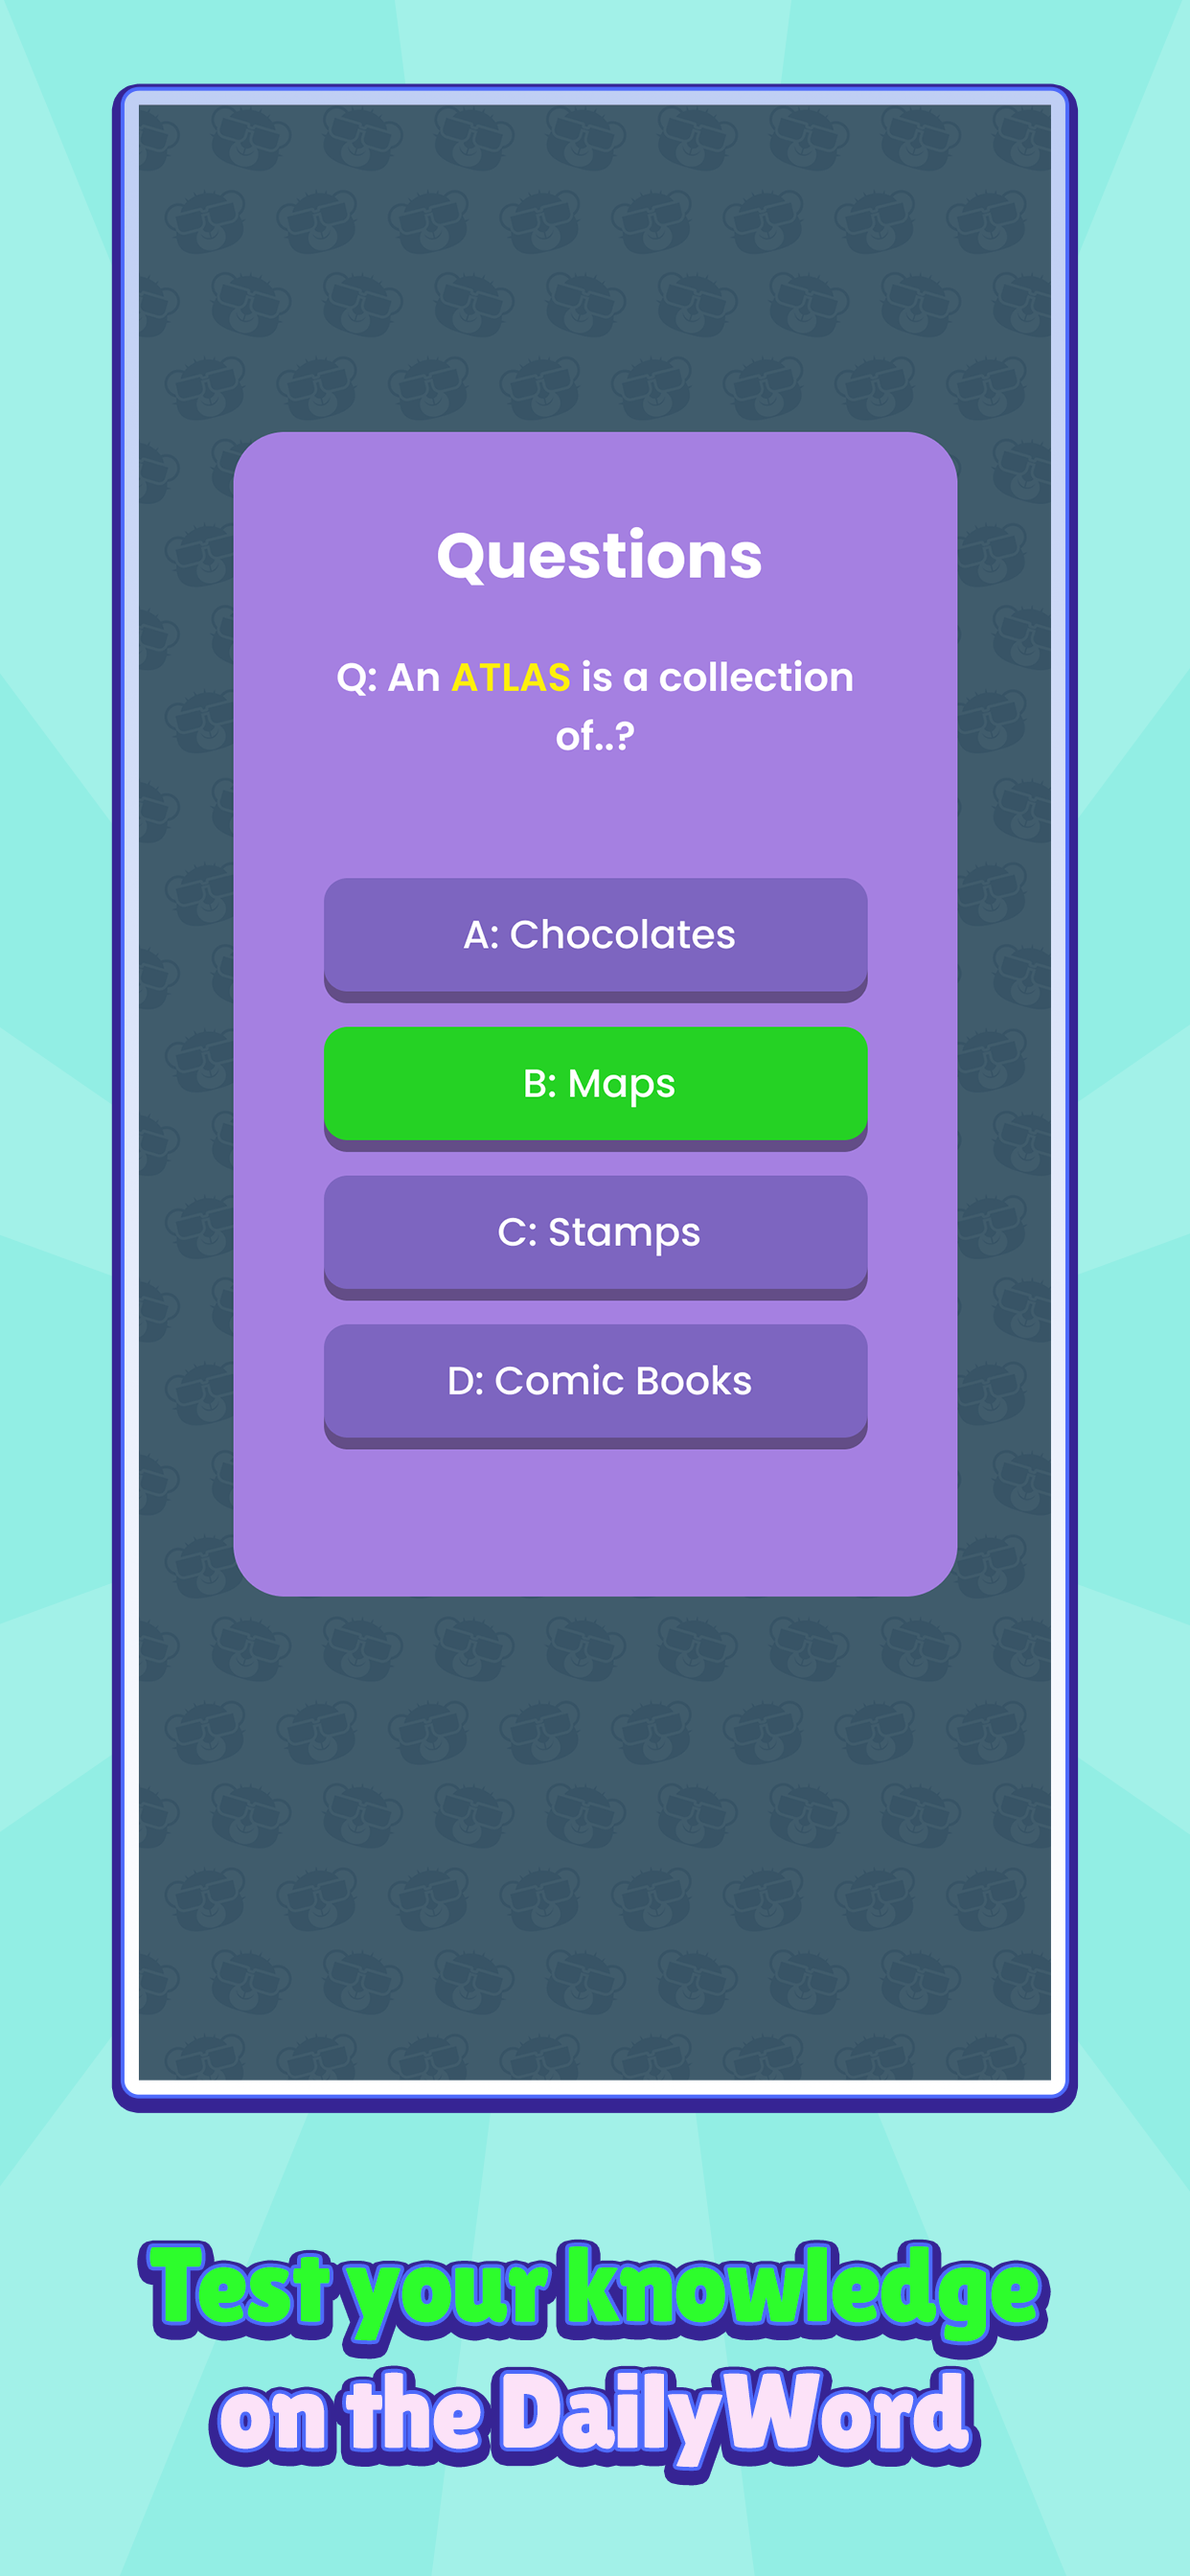 Questions
Q: An ATLAS is a collection
of..?
A: Chocolates
B: Maps
C: Stamps
D: Comic Books
Test your knowledge
on the DailyWord